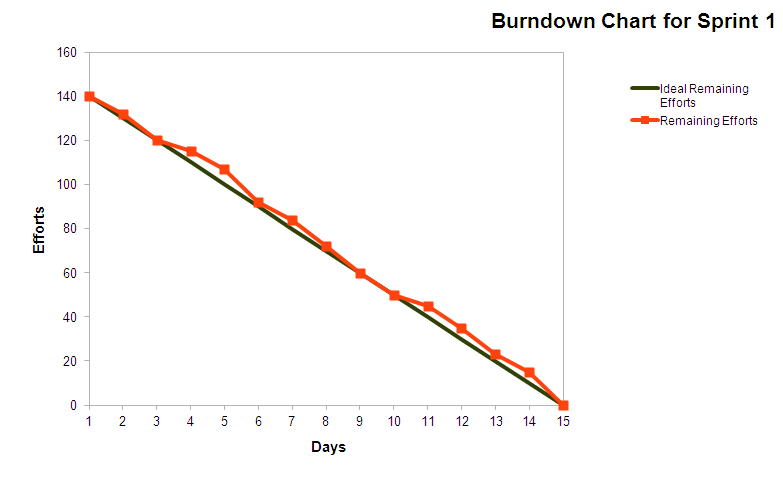 Burndown Chart for Sprint 1
160
140
120
100
80
60
40
20
0
Efforts
1 2 3 4 5 6 7 8 9 10 11 12 13 14 15
Days
Ideal Remaining
Efforts
Remaining Efforts